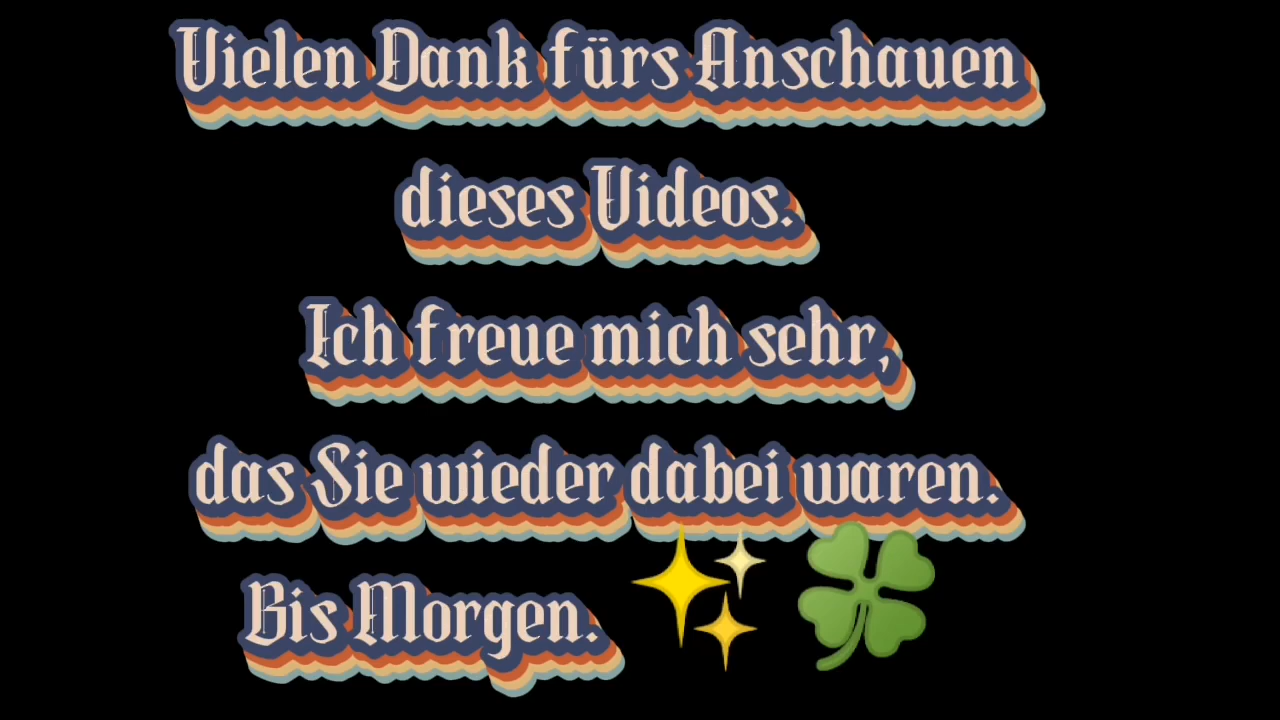 Vielen Dank fürs Anschauen
dieses Videos.
Ich freue mich sehr,
das Sie wieder dabei waren.
Bis Morgen.